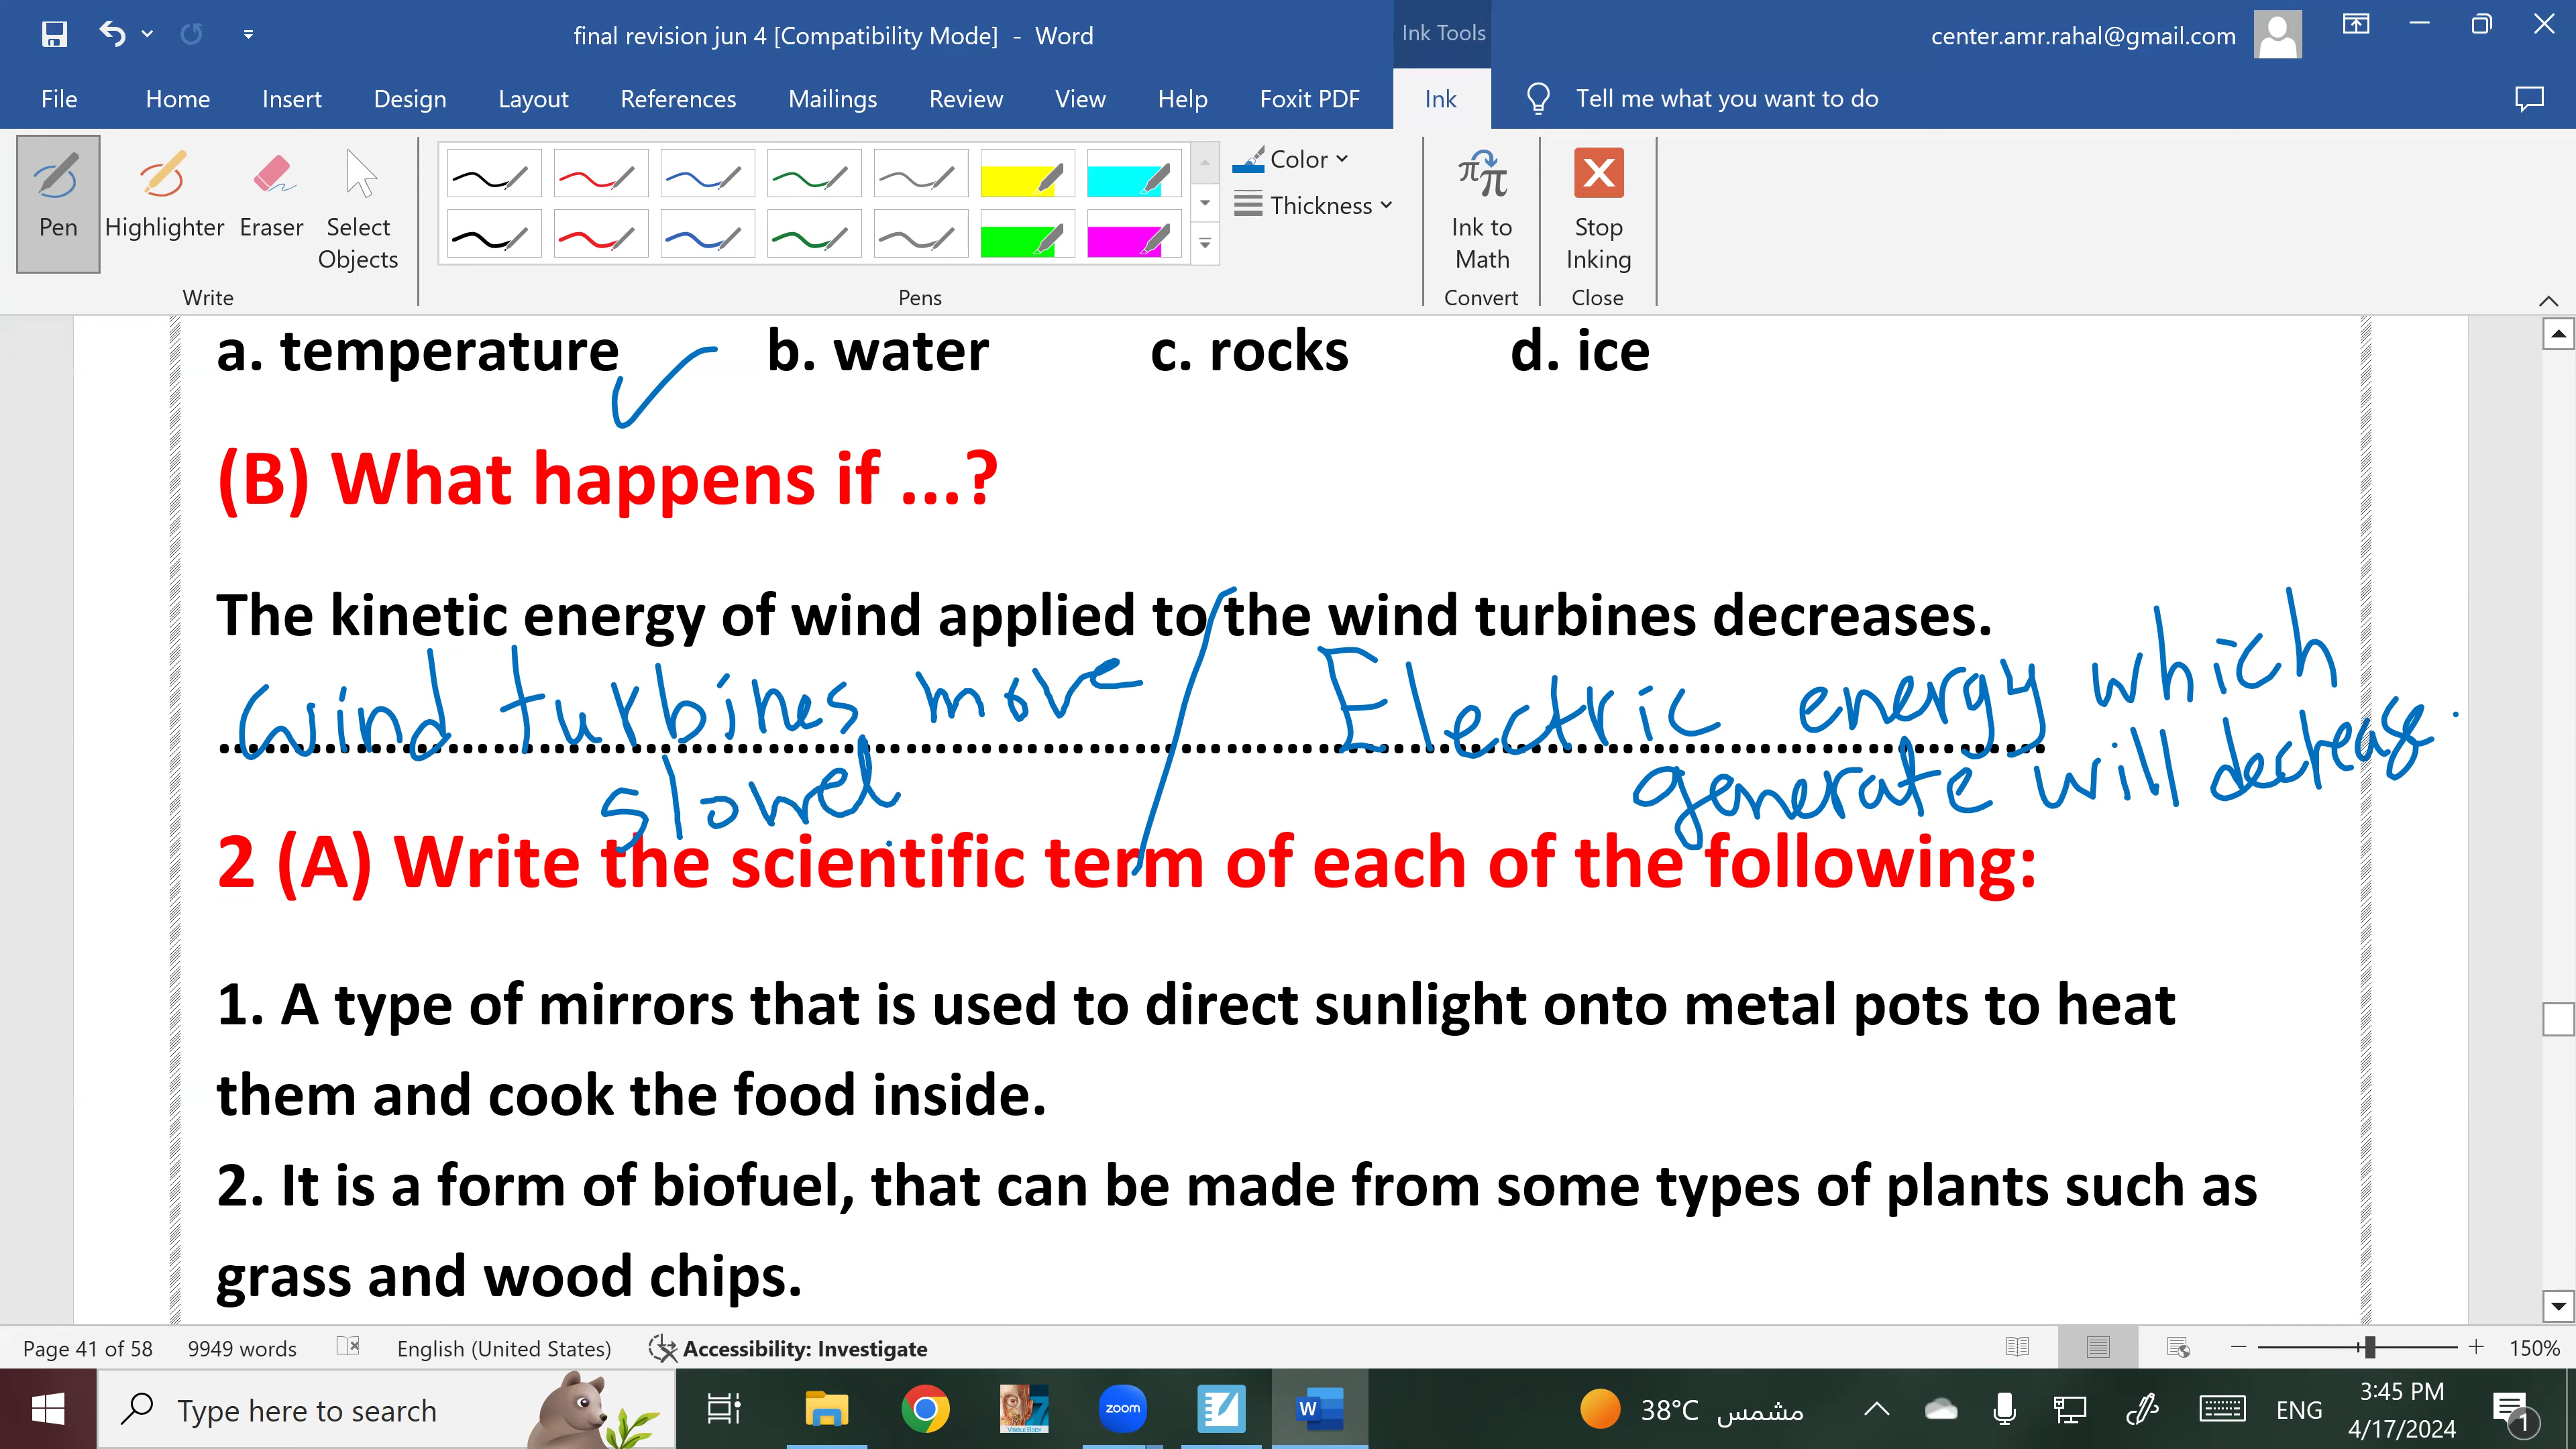 final revision jun 4 [Compatibility Mode] - Word
Ink Tools
center.amr.rahal@gmail.com
File Home Insert Design Layout References Mailings Review View Help Foxit PDF Ink Tell me what you want to do
Pen Highlighter Eraser Select Objects
Color
Thickness
Ink to Math
Stop Inking
Write Pens Convert Close
a. temperature b. water c. rocks d. ice
(B) What happens if ...?
The kinetic energy of wind applied to the wind turbines decreases.
Wind turbines move / Electric energy which
slower. generate will decrease.
2 (A) Write the scientific term of each of the following:
1. A type of mirrors that is used to direct sunlight onto metal pots to heat
them and cook the food inside.
2. It is a form of biofuel, that can be made from some types of plants such as
grass and wood chips.
Page 41 of 58 9949 words English (United States) Accessibility: Investigate 150%
Type here to search
zoom
W
38°C مشمس
ENG
3:45 PM
4/17/2024
1